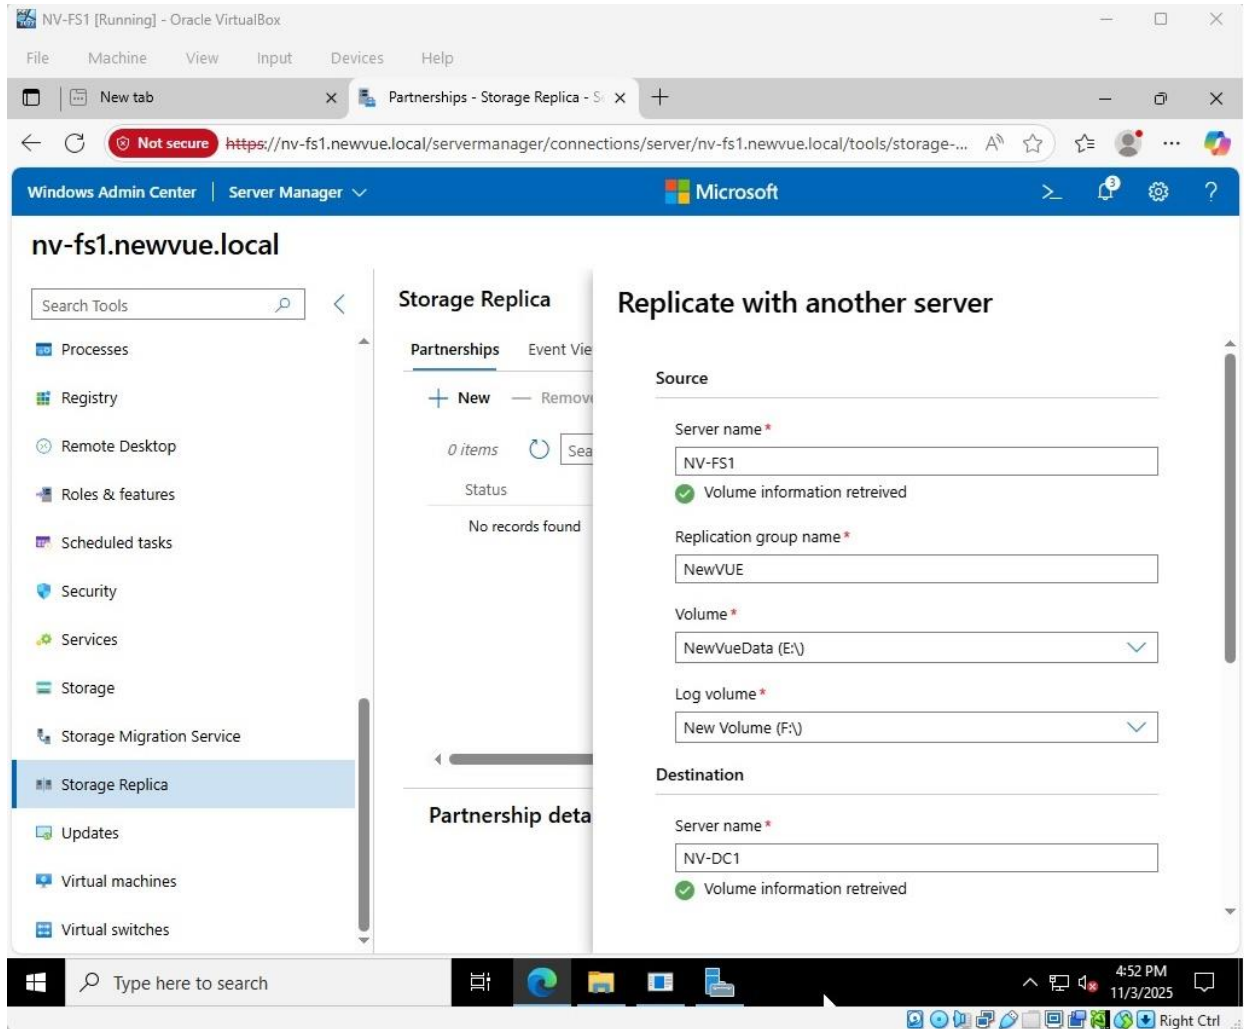 NV-FS1 [Running] - Oracle VirtualBox
File Machine View Input Devices Help
New tab
Partnerships - Storage Replica - S
Not secure https://nv-fs1.newvue.local/servermanager/connections/server/nv-fs1.newvue.local/tools/storage-...
Windows Admin Center | Server Manager
Microsoft
3
nv-fs1.newvue.local
Search Tools
Processes
Registry
Remote Desktop
Roles & features
Scheduled tasks
Security
Services
Storage
Storage Migration Service
Storage Replica
Updates
Virtual machines
Virtual switches
Storage Replica
Partnerships Event Vie
New Remove
0 items Sea
Status
No records found
Partnership deta
Replicate with another server
Source
Server name *
NV-FS1
Volume information retreived
Replication group name *
NewVUE
Volume *
NewVueData (E:\)
Log volume *
New Volume (F:\)
Destination
Server name *
NV-DC1
Volume information retreived
Type here to search
4:52 PM
11/3/2025
Right Ctrl